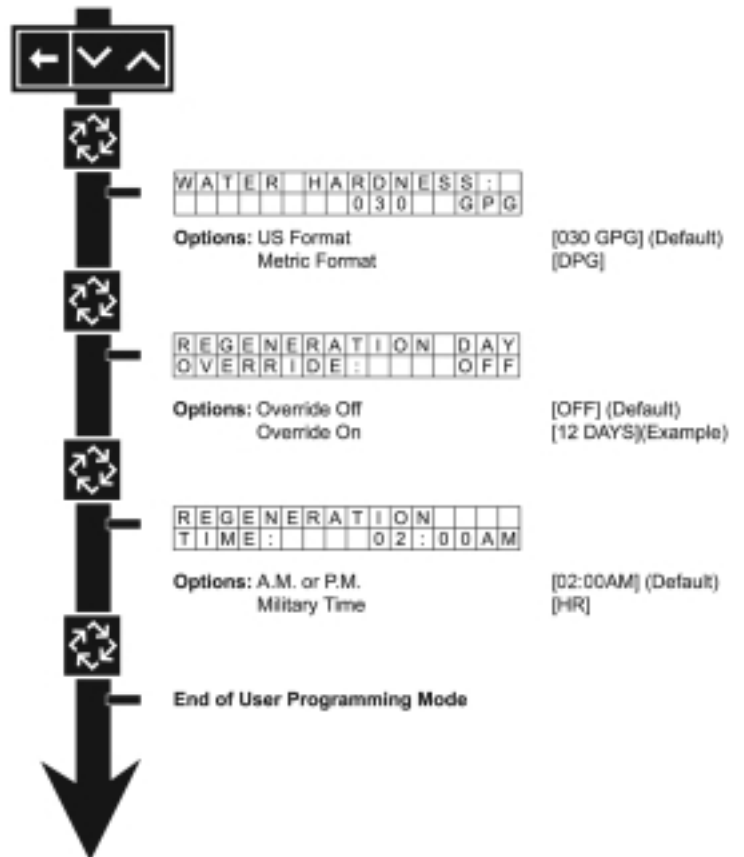 WATER HARDNESS:
030 GPG
Options: US Format [030 GPG] (Default)
Metric Format [DPG]
REGENERATION DAY
OVERRIDE: OFF
Options: Override Off [OFF] (Default)
Override On [12 DAYS](Example)
REGENERATION
TIME: 02:00AM
Options: A.M. or P.M. [02:00AM] (Default)
Military Time [HR]
End of User Programming Mode